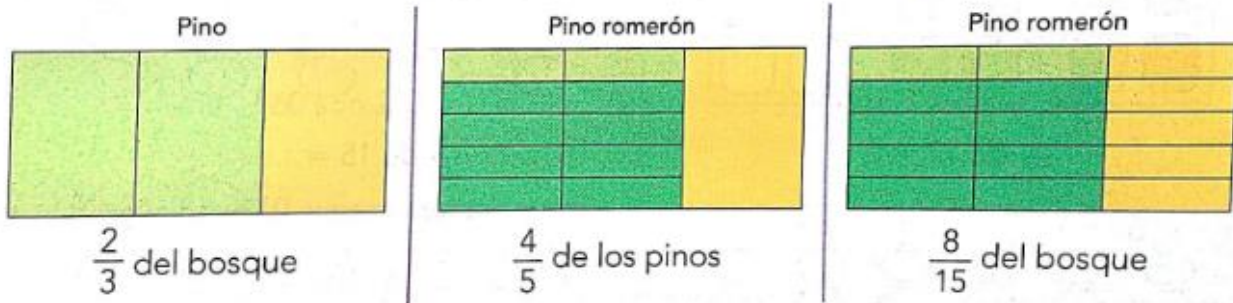 Pino
2/3 del bosque
Pino romerón
4/5 de los pinos
Pino romerón
8/15 del bosque